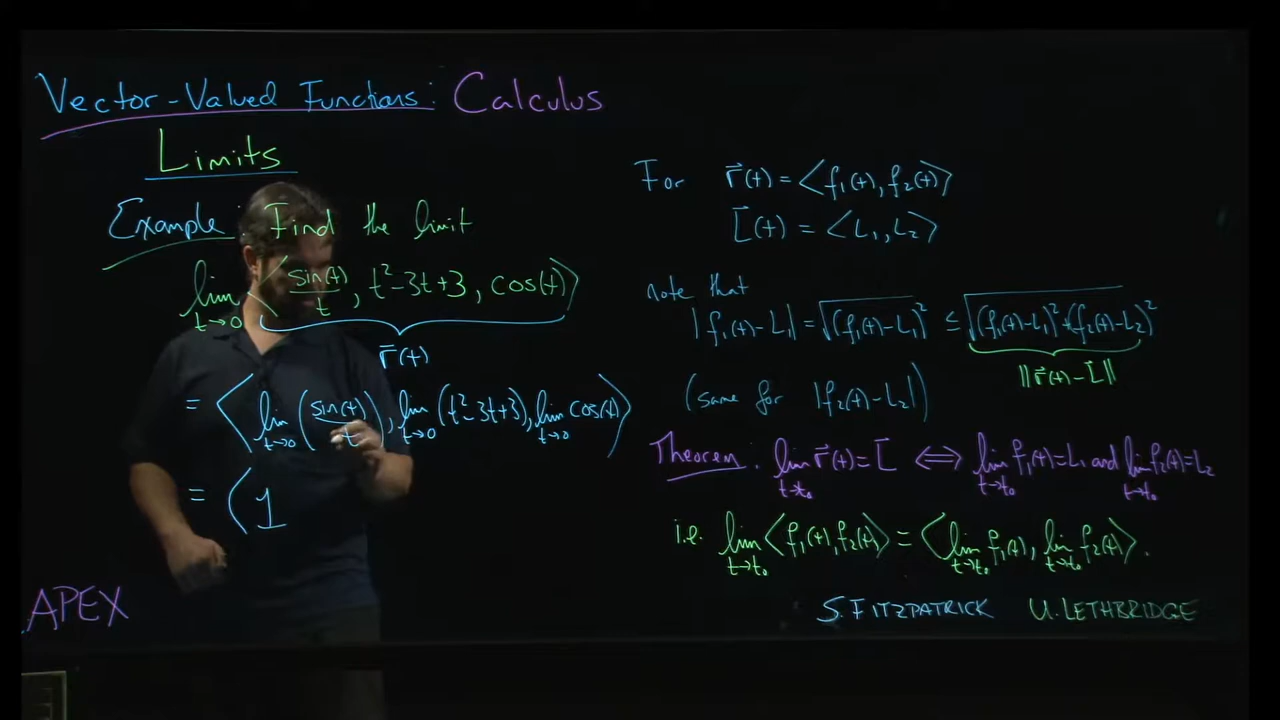 Vector-Valued Functions: Calculus
Limits
Example: Find the limit
lim t→0 ⟨sin(t)/t, t²-3t+3, cos(t)⟩
r⃗(t)
= ⟨lim t→0 (sin(t)/t), lim t→0 (t²-3t+3), lim t→0 cos(t)⟩
= ⟨1
APEX
For r⃗(t) = ⟨f₁(t), f₂(t)⟩
L⃗(t) = ⟨L₁, L₂⟩
note that
|f₁(t)-L₁| = √(f₁(t)-L₁)² ≤ √(f₁(t)-L₁)²+(f₂(t)-L₂)²
||r⃗(t)-L⃗||
(same for |f₂(t)-L₂|)
Theorem: lim t→t₀ r⃗(t) = L⃗ ⟺ lim t→t₀ f₁(t)=L₁ and lim t→t₀ f₂(t)=L₂
i.e. lim t→t₀ ⟨f₁(t), f₂(t)⟩ = ⟨lim t→t₀ f₁(t), lim t→t₀ f₂(t)⟩.
S. FITZPATRICK U. LETHBRIDGE